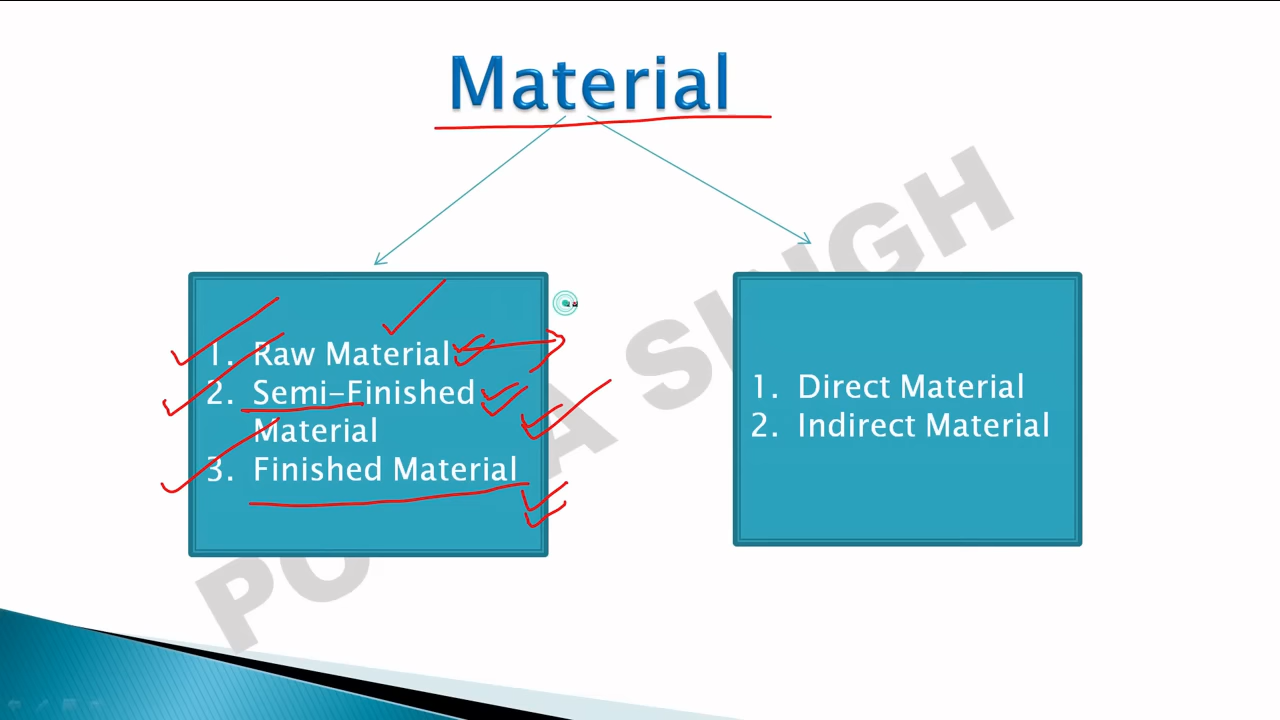 Material
1. Raw Material
2. Semi-Finished
Material
3. Finished Material
1. Direct Material
2. Indirect Material